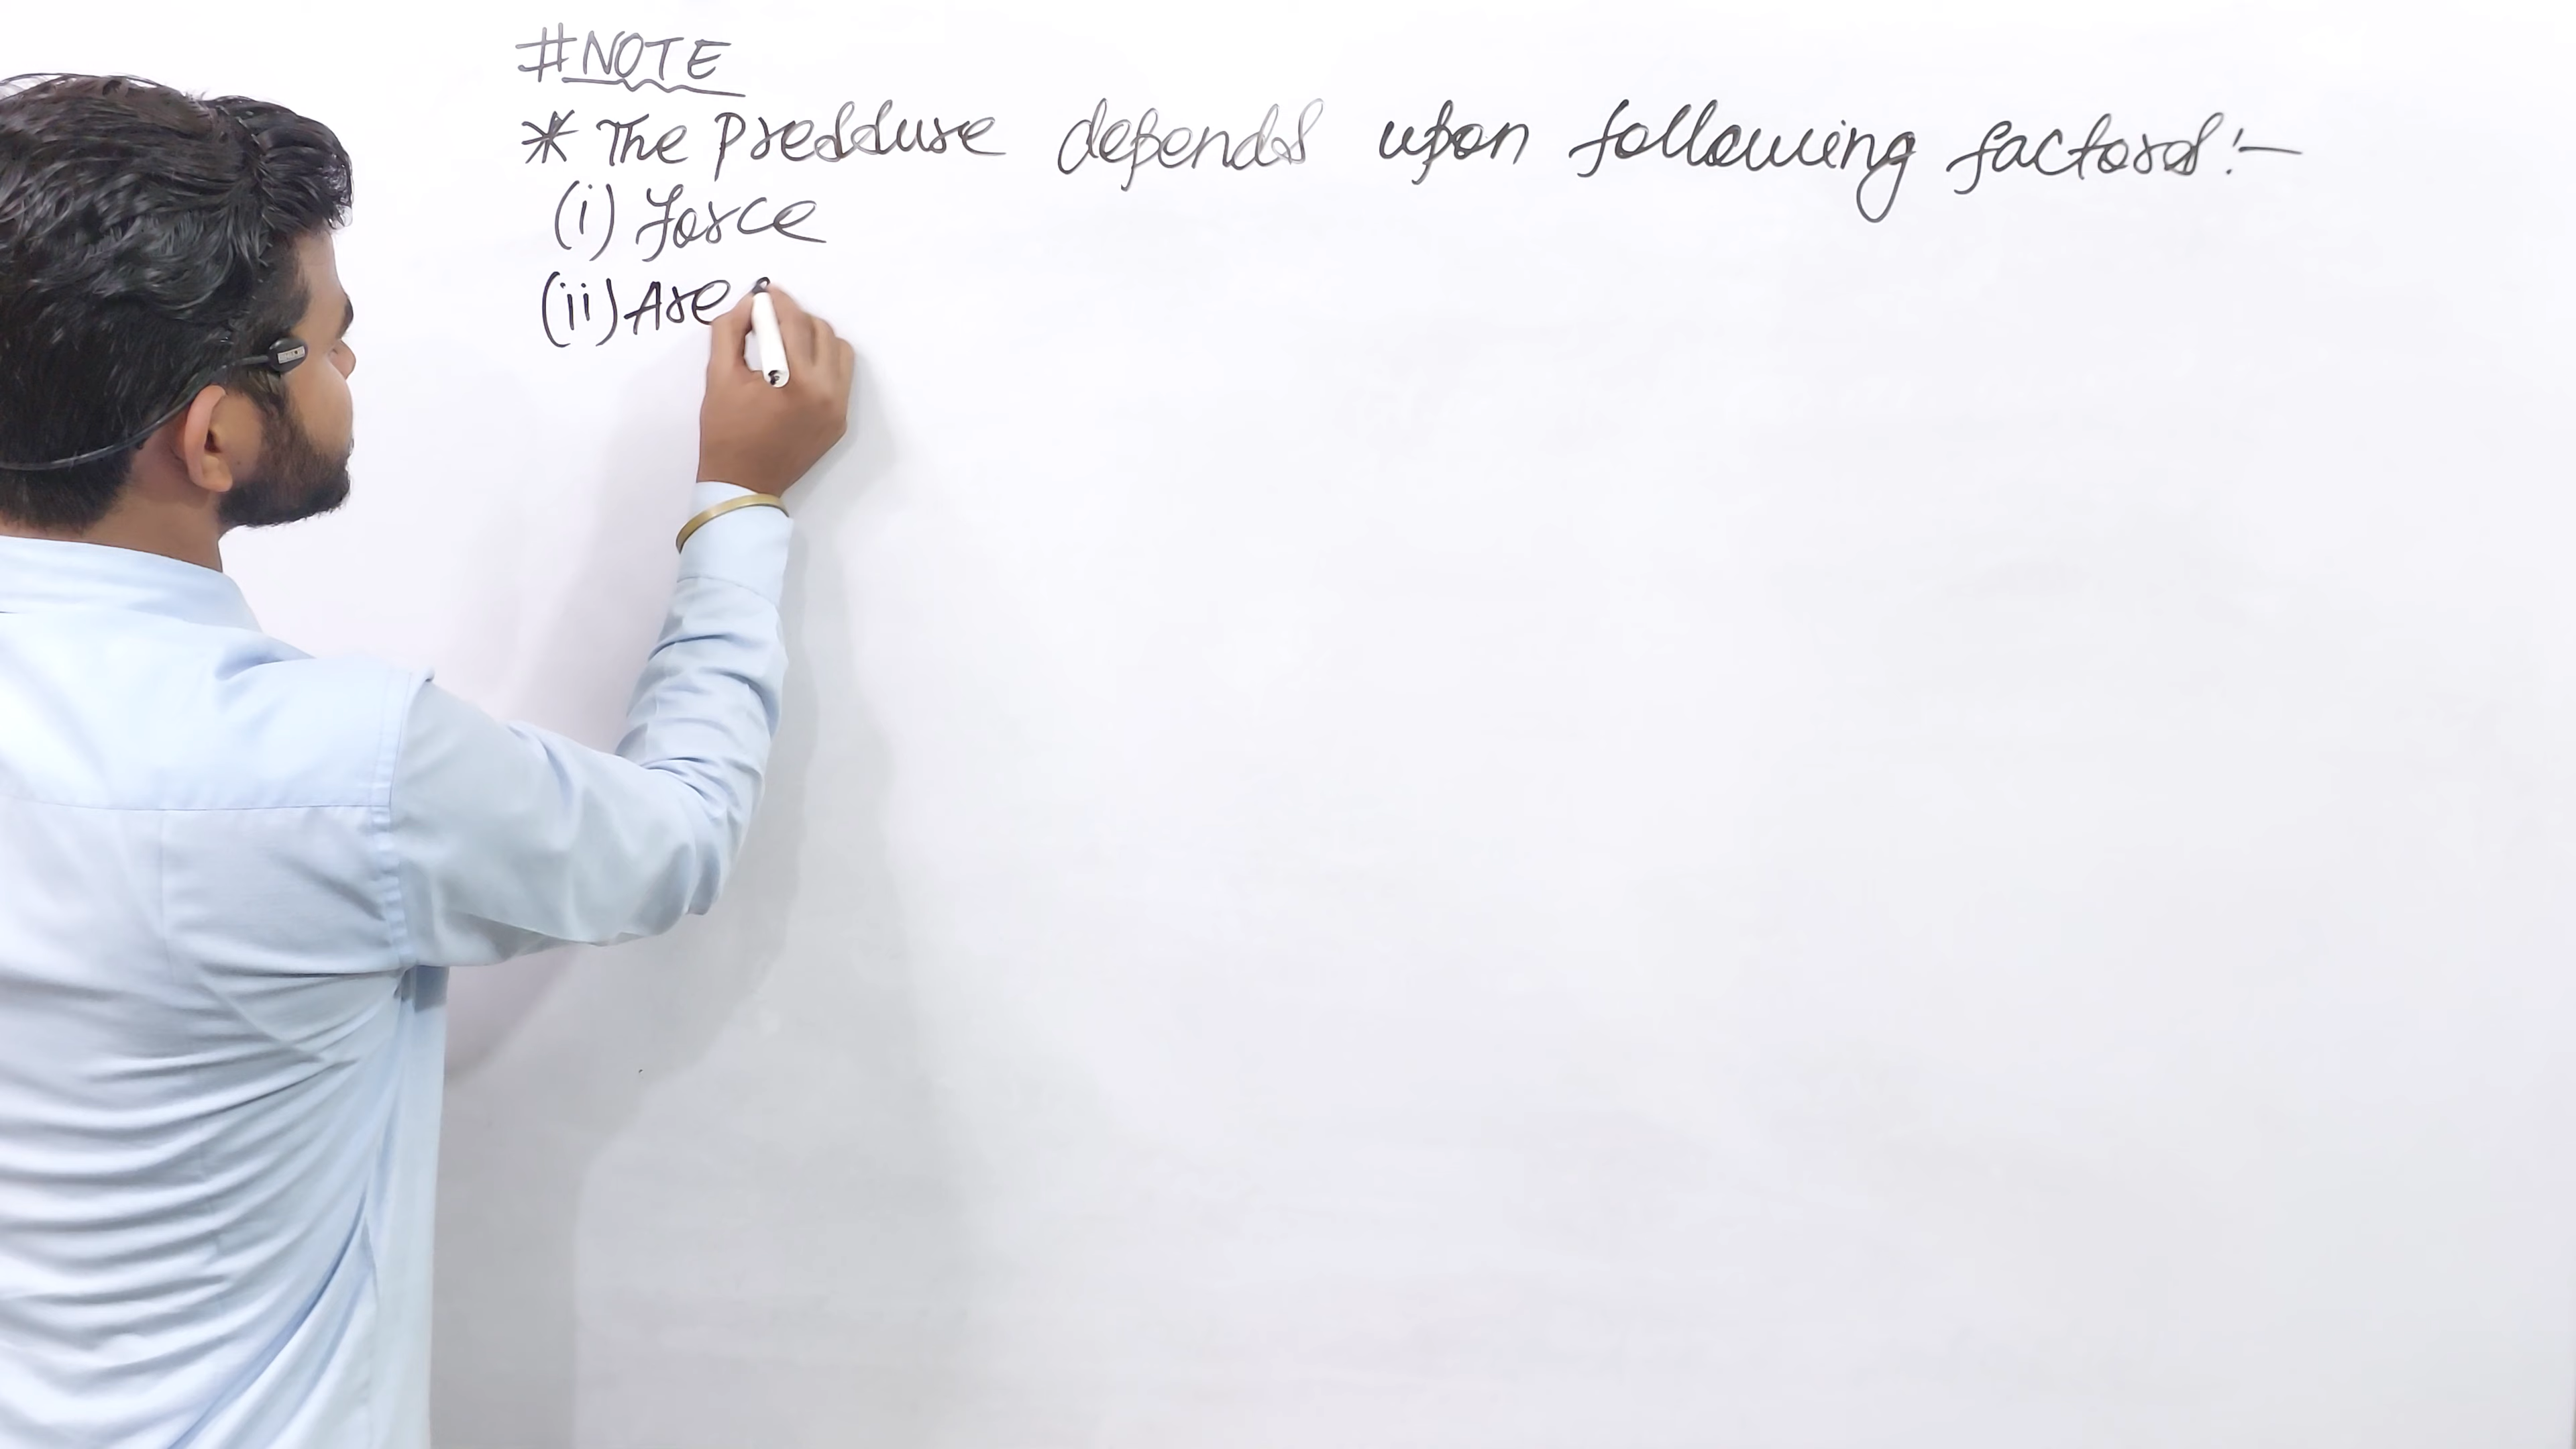 #NOTE
* The Pressure depends upon following factors:-
(i) Force
(ii) Are